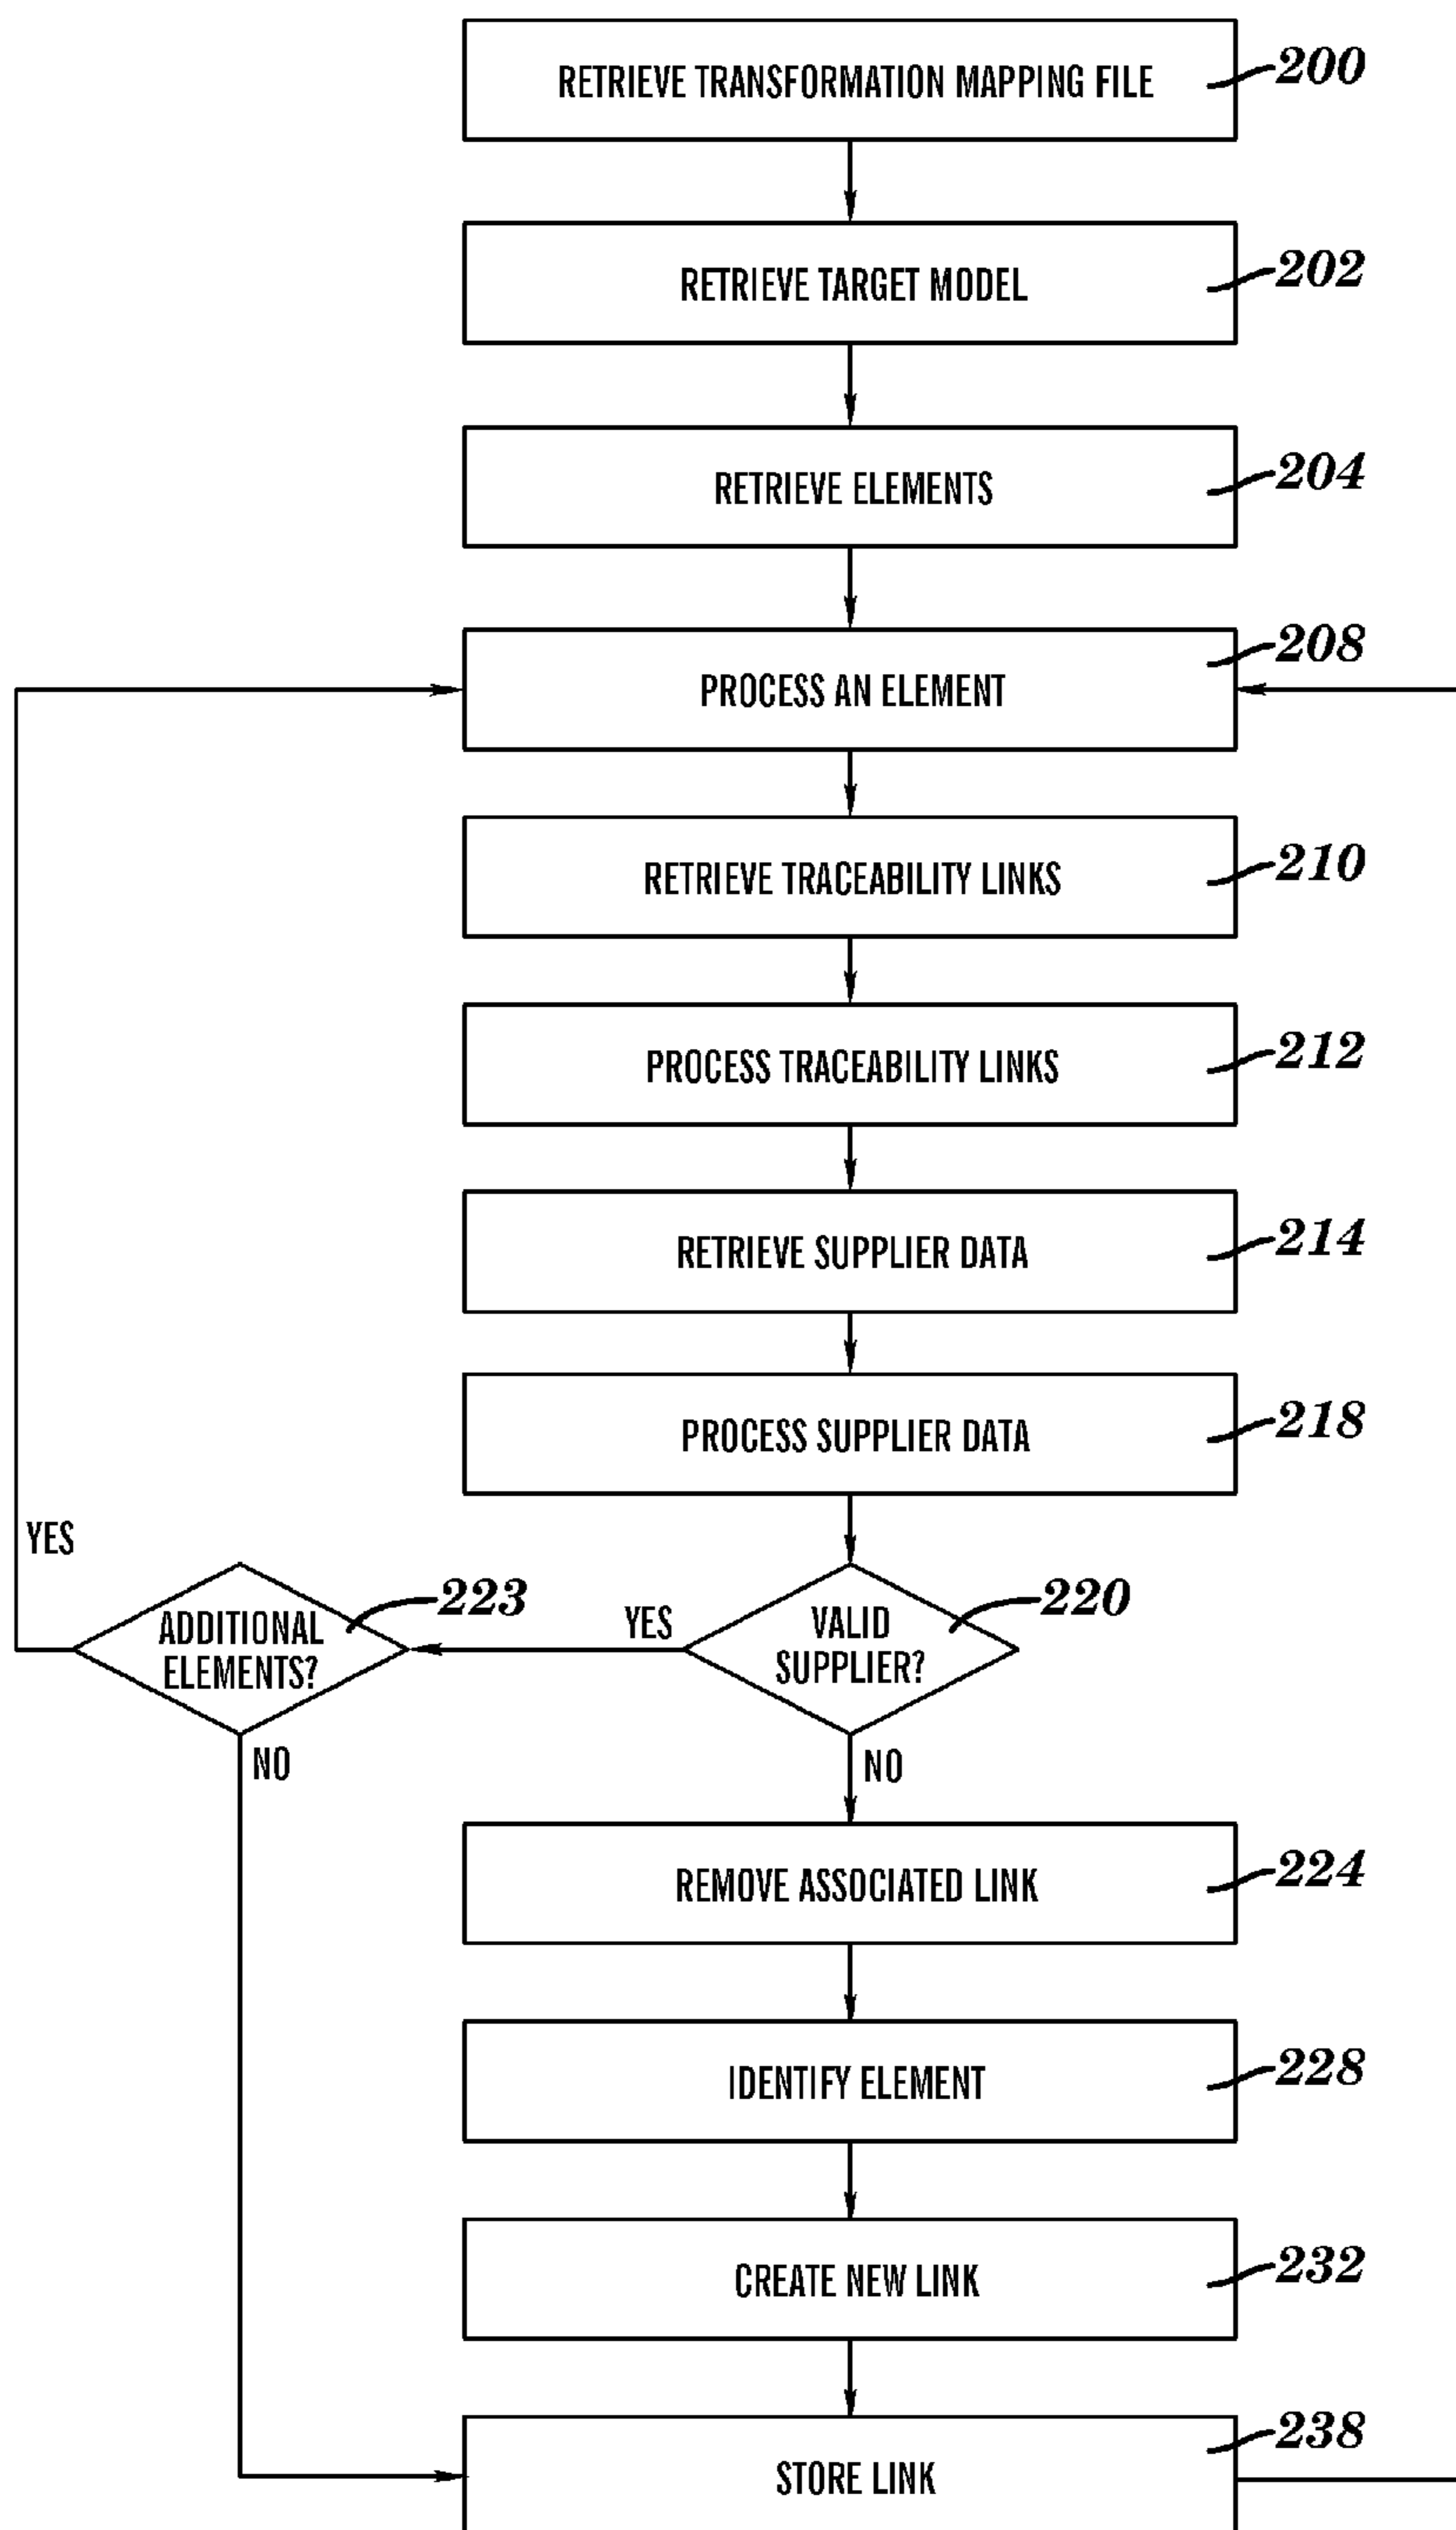 RETRIEVE TRANSFORMATION MAPPING FILE
200
RETRIEVE TARGET MODEL
202
RETRIEVE ELEMENTS
204
PROCESS AN ELEMENT
208
RETRIEVE TRACEABILITY LINKS
210
PROCESS TRACEABILITY LINKS
212
RETRIEVE SUPPLIER DATA
214
PROCESS SUPPLIER DATA
218
YES
ADDITIONAL
ELEMENTS?
223
YES
VALID
SUPPLIER?
220
NO
NO
REMOVE ASSOCIATED LINK
224
IDENTIFY ELEMENT
228
CREATE NEW LINK
232
STORE LINK
238